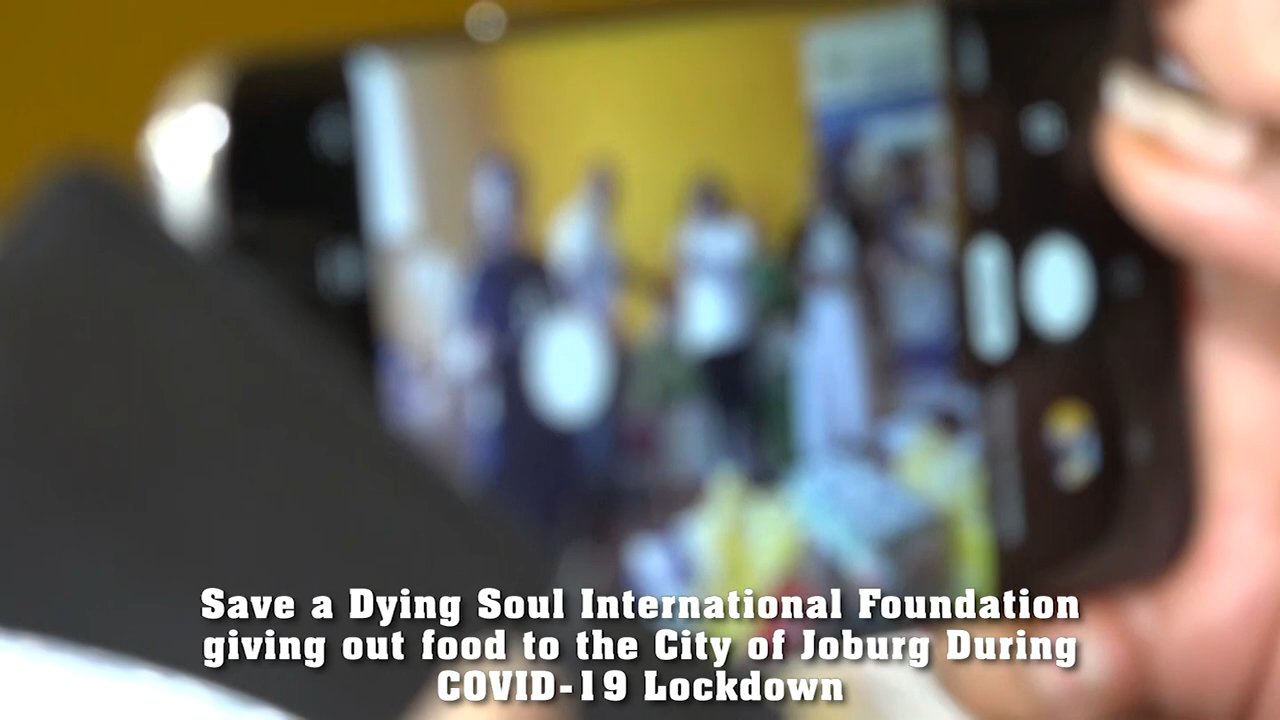 Save a Dying Soul International Foundation
giving out food to the City of Joburg During
COVID-19 Lockdown